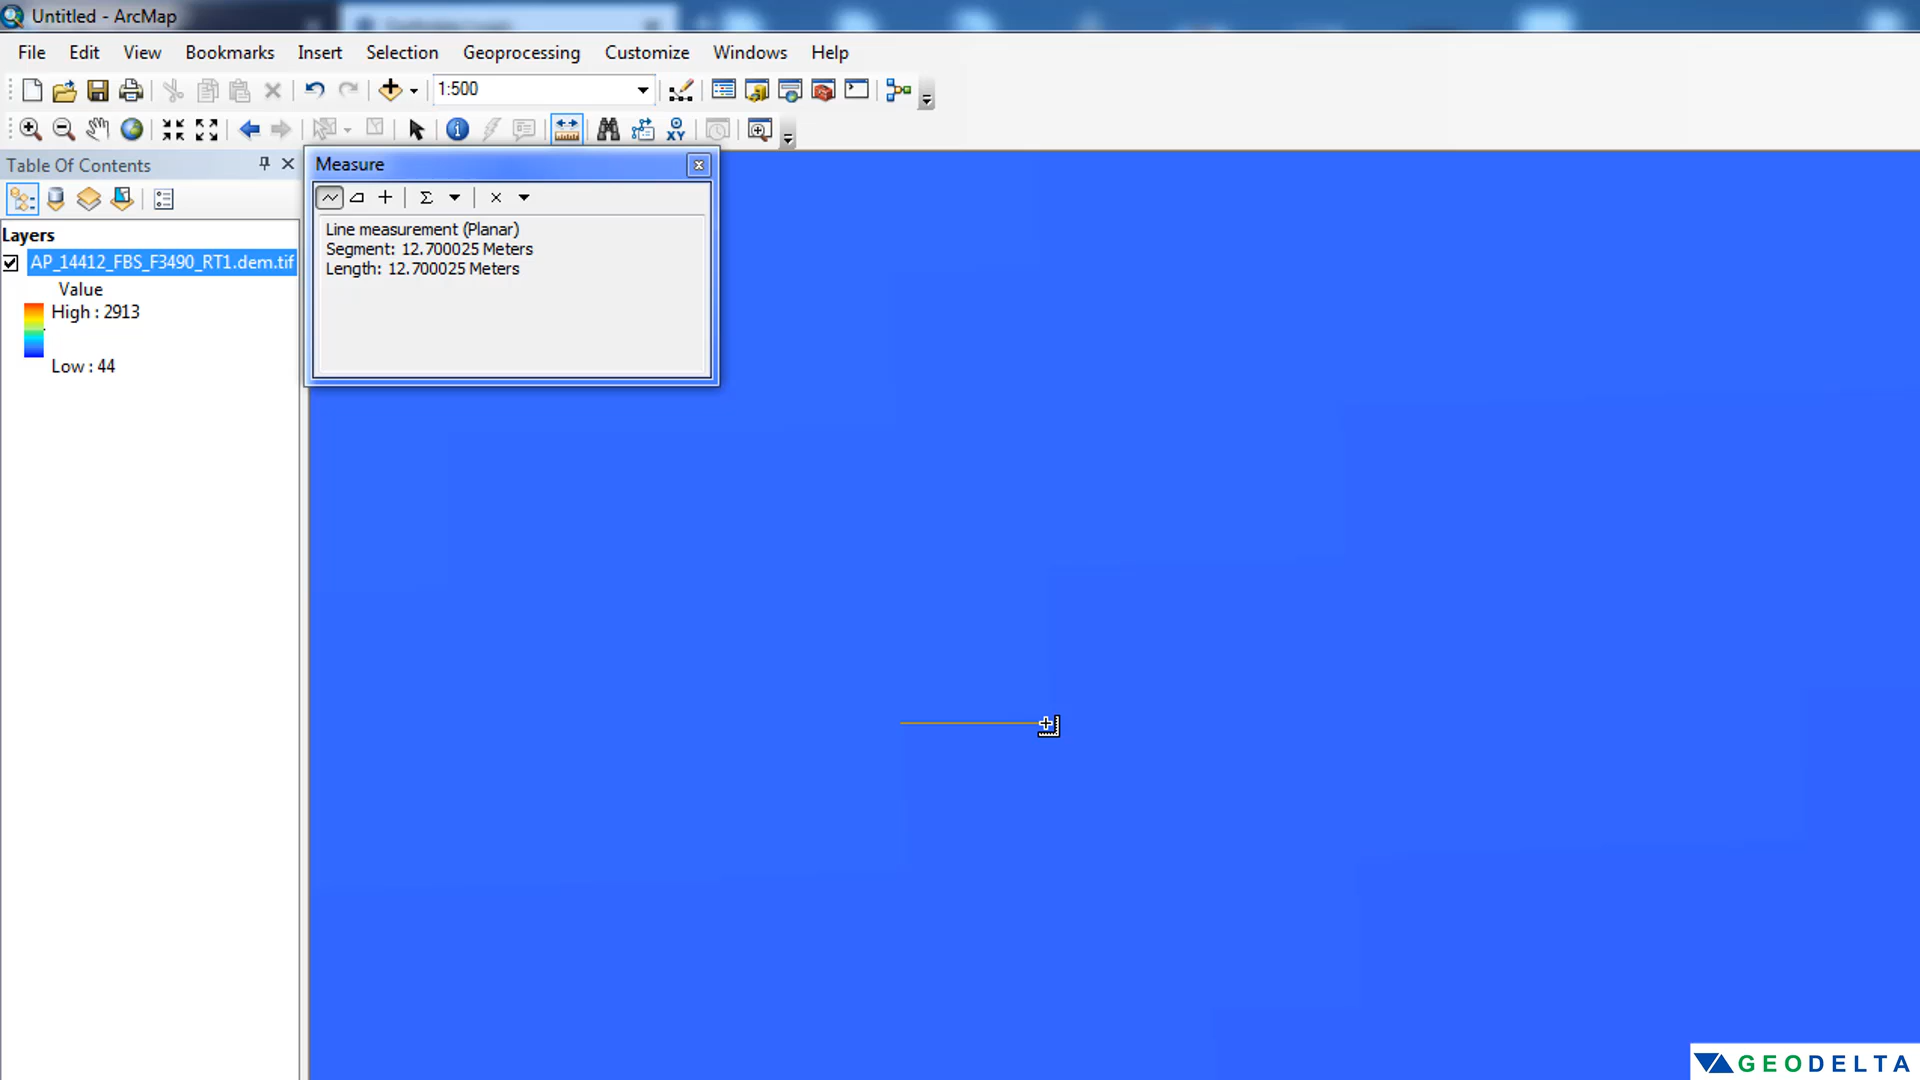 Untitled - ArcMap
File Edit View Bookmarks Insert Selection Geoprocessing Customize Windows Help
1:500
XY
Table Of Contents
Measure
Line measurement (Planar)
Segment: 12.700025 Meters
Length: 12.700025 Meters
Layers
AP_14412_FBS_F3490_RT1.dem.tif
Value
High : 2913
Low : 44
GEODELTA